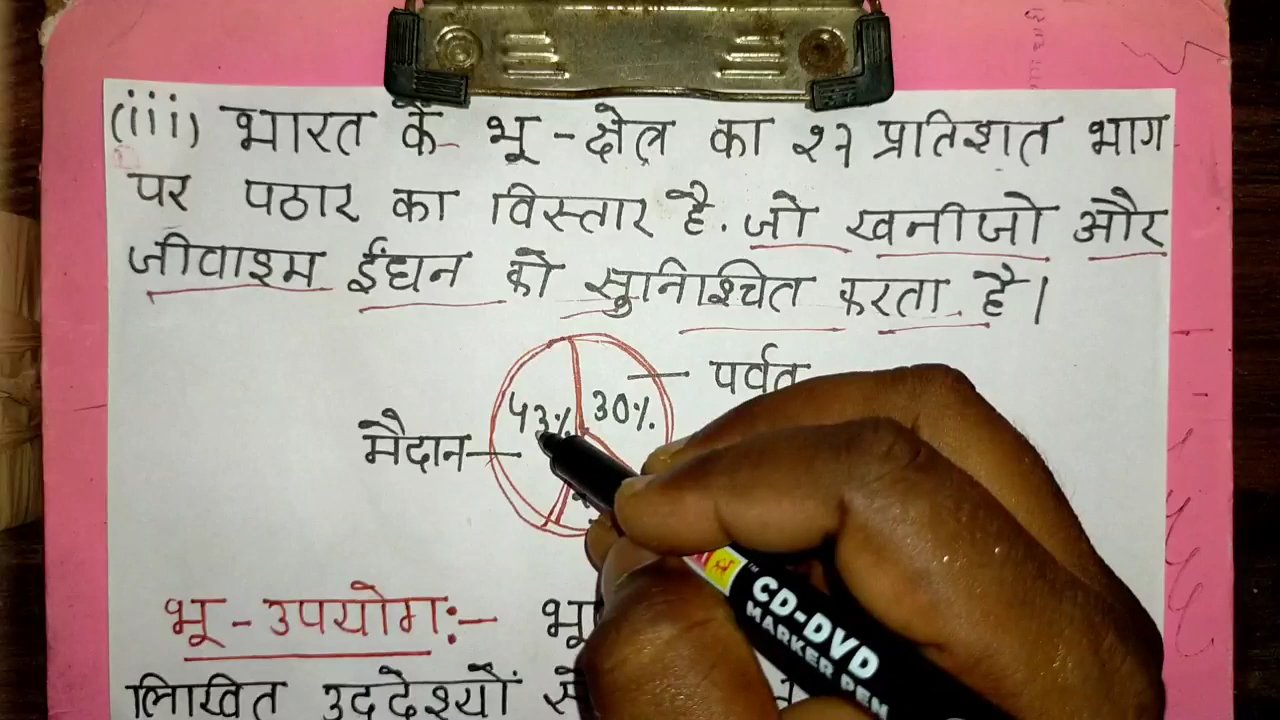 (iii) भारत के भू-क्षेत्र का २७ प्रतिशत भाग
पर पठार का विस्तार है. जो खनीजो और
जीवाश्म ईंधन को सुनिश्चित करता है।
पर्वत
43% 30%
मैदान
भू-उपयोग:-
लिखित उद्देश्यों से
CD-DVD
MARKER PEN